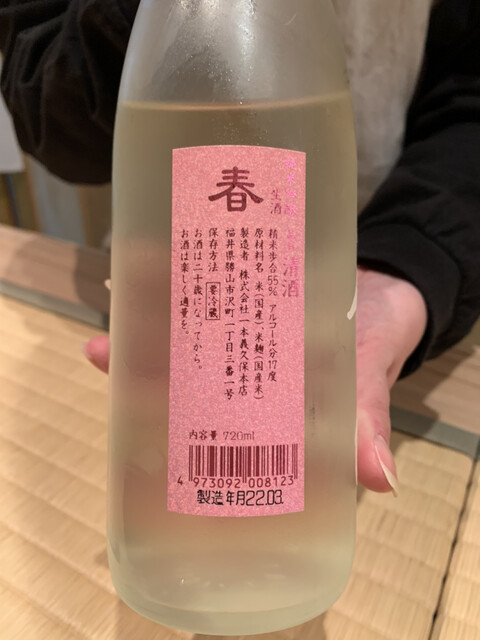 春
清酒
生酒
精米歩合55% アルコール分17度
原材料名 米(国産)、米麹(国産米)
製造者 株式会社一本義久保本店
福井県勝山市沢町一丁目三番一号
保存方法 要冷蔵
お酒は二十歳になってから。
お酒は楽しく適量を。
内容量 720ml
4 973092 008123
製造年月22.03.